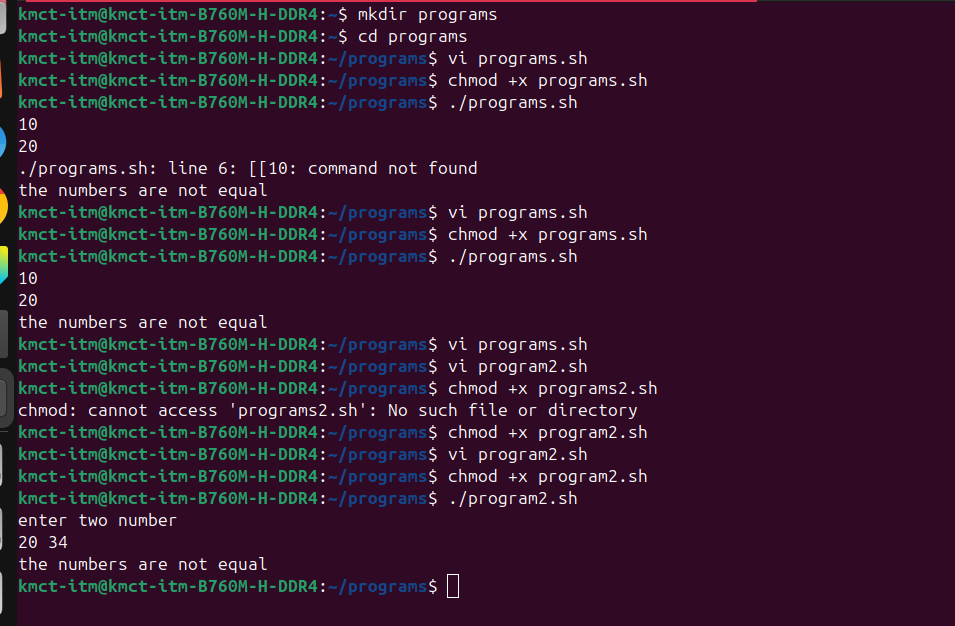 kmct-itm@kmct-itm-B760M-H-DDR4:~$ mkdir programs
kmct-itm@kmct-itm-B760M-H-DDR4:~$ cd programs
kmct-itm@kmct-itm-B760M-H-DDR4:~/programs$ vi programs.sh
kmct-itm@kmct-itm-B760M-H-DDR4:~/programs$ chmod +x programs.sh
kmct-itm@kmct-itm-B760M-H-DDR4:~/programs$ ./programs.sh
10
20
./programs.sh: line 6: [[10: command not found
the numbers are not equal
kmct-itm@kmct-itm-B760M-H-DDR4:~/programs$ vi programs.sh
kmct-itm@kmct-itm-B760M-H-DDR4:~/programs$ chmod +x programs.sh
kmct-itm@kmct-itm-B760M-H-DDR4:~/programs$ ./programs.sh
10
20
the numbers are not equal
kmct-itm@kmct-itm-B760M-H-DDR4:~/programs$ vi programs.sh
kmct-itm@kmct-itm-B760M-H-DDR4:~/programs$ vi program2.sh
kmct-itm@kmct-itm-B760M-H-DDR4:~/programs$ chmod +x programs2.sh
chmod: cannot access 'programs2.sh': No such file or directory
kmct-itm@kmct-itm-B760M-H-DDR4:~/programs$ chmod +x program2.sh
kmct-itm@kmct-itm-B760M-H-DDR4:~/programs$ vi program2.sh
kmct-itm@kmct-itm-B760M-H-DDR4:~/programs$ chmod +x program2.sh
kmct-itm@kmct-itm-B760M-H-DDR4:~/programs$ ./program2.sh
enter two number
20 34
the numbers are not equal
kmct-itm@kmct-itm-B760M-H-DDR4:~/programs$